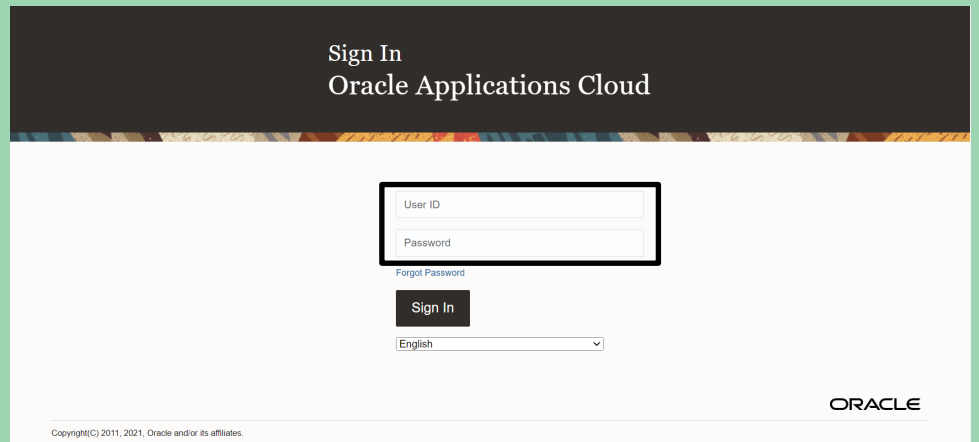 Sign In
Oracle Applications Cloud
User ID
Password
Forgot Password
Sign In
English
ORACLE
Copyright(C) 2011, 2021, Oracle and/or its affiliates.